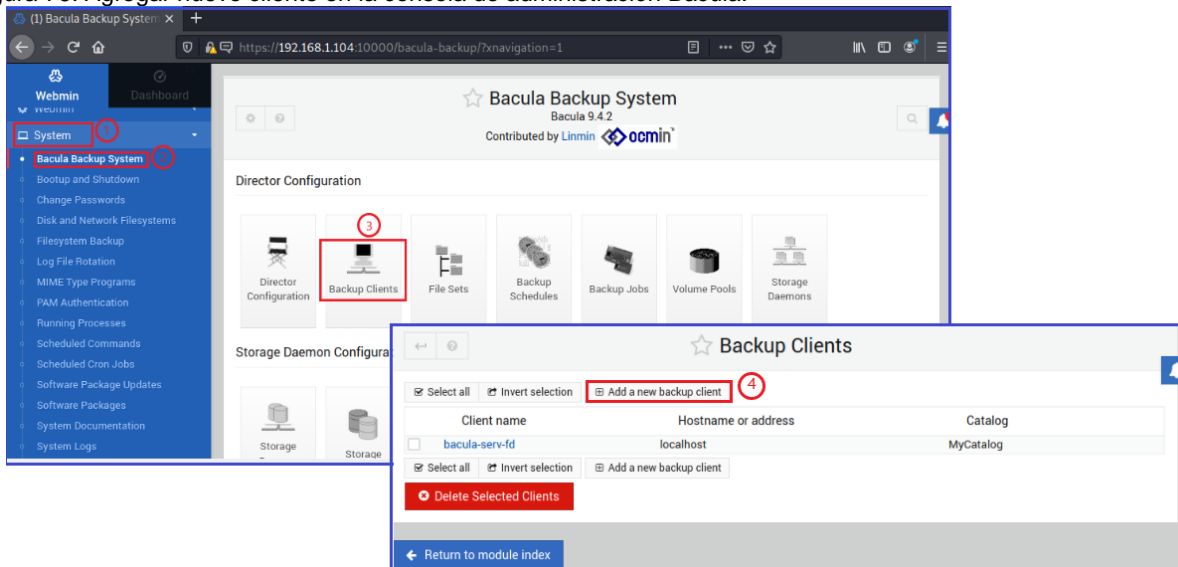 (1) Bacula Backup System
https://192.168.1.104:10000/bacula-backup/?xnavigation=1
Webmin
Dashboard
Webmin
System
1
Bacula Backup System
2
Bootup and Shutdown
Change Passwords
Disk and Network Filesystems
Filesystem Backup
Log File Rotation
MIME Type Programs
PAM Authentication
Running Processes
Scheduled Commands
Scheduled Cron Jobs
Software Package Updates
Software Packages
System Documentation
System Logs
Bacula Backup System
Bacula 9.4.2
Contributed by Linmin ocmin
Director Configuration
3
Director Configuration
Backup Clients
File Sets
Backup Schedules
Backup Jobs
Volume Pools
Storage Daemons
Storage Daemon Configurat
Storage
Storage
Backup Clients
Select all Invert selection Add a new backup client
4
Client name Hostname or address Catalog
bacula-serv-fd localhost MyCatalog
Select all Invert selection Add a new backup client
Delete Selected Clients
Return to module index